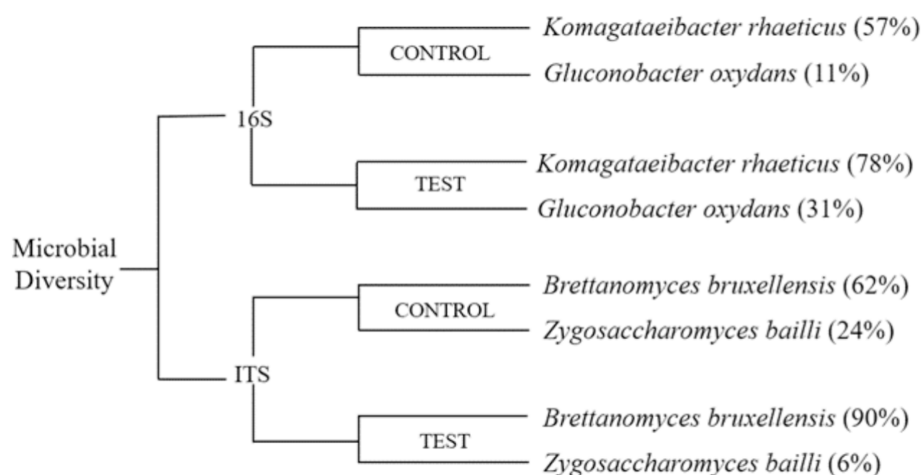 Komagataeibacter rhaeticus (57%)
CONTROL
Gluconobacter oxydans (11%)
16S
Komagataeibacter rhaeticus (78%)
TEST
Gluconobacter oxydans (31%)
Microbial
Diversity
Brettanomyces bruxellensis (62%)
CONTROL
Zygosaccharomyces bailli (24%)
ITS
Brettanomyces bruxellensis (90%)
TEST
Zygosaccharomyces bailli (6%)